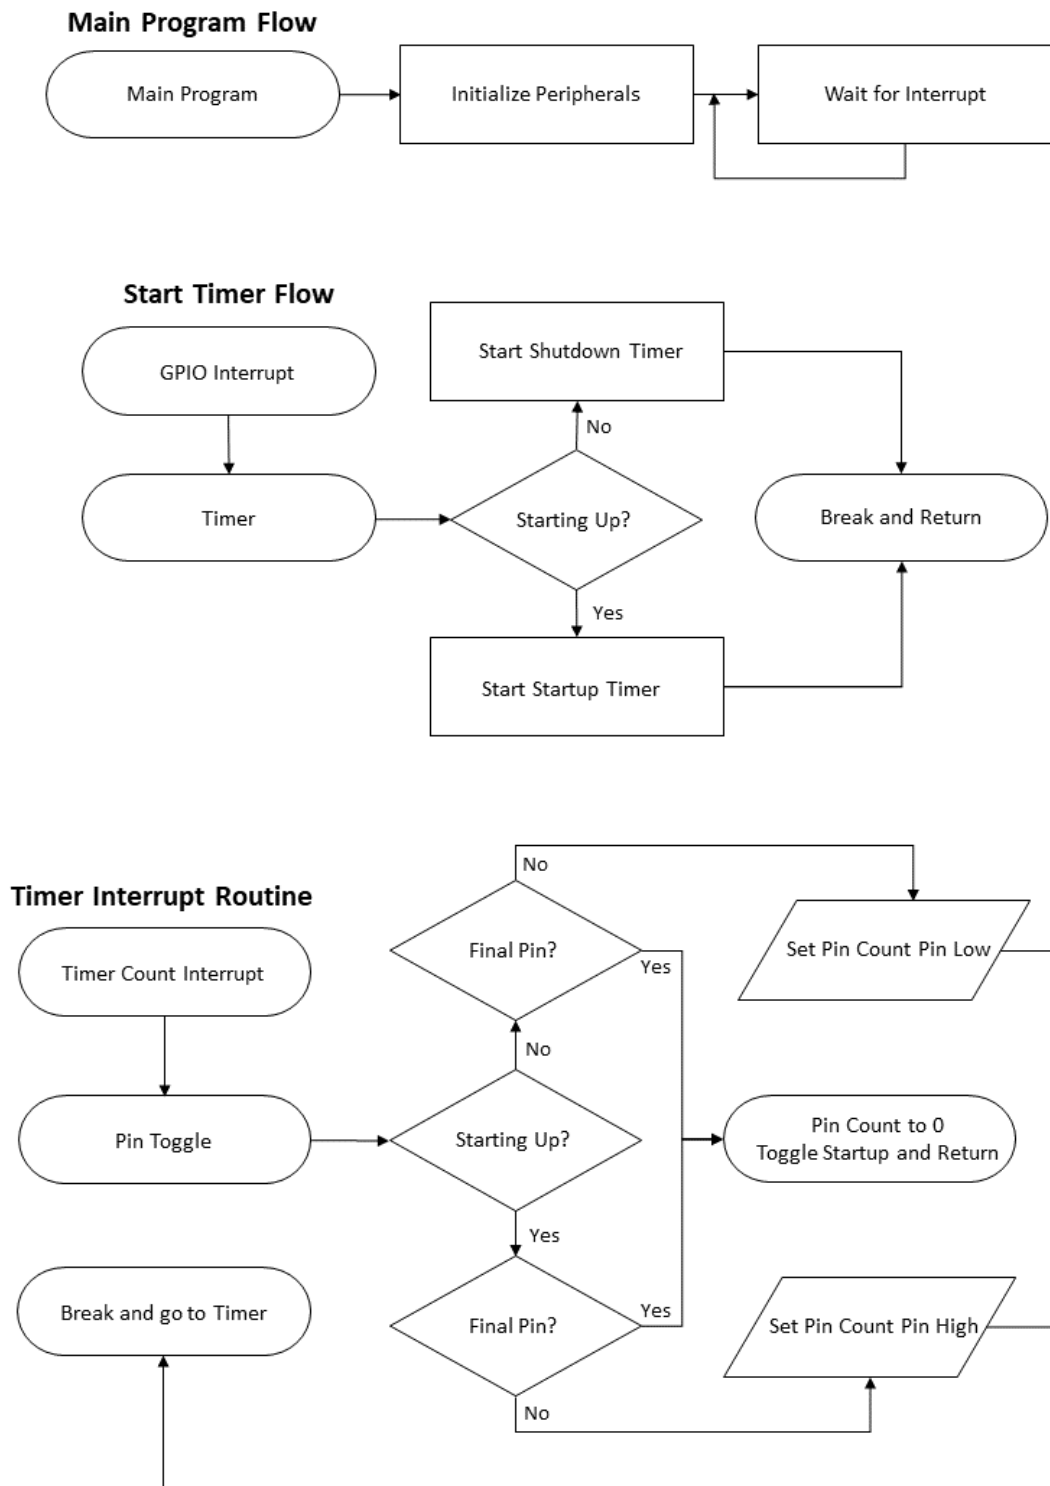 Main Program Flow
Main Program
Initialize Peripherals
Wait for Interrupt
Start Timer Flow
GPIO Interrupt
Start Shutdown Timer
No
Timer
Starting Up?
Break and Return
Yes
Start Startup Timer
Timer Interrupt Routine
No
Final Pin?
Yes
Set Pin Count Pin Low
Timer Count Interrupt
No
Pin Toggle
Starting Up?
Pin Count to 0
Toggle Startup and Return
Yes
Break and go to Timer
Final Pin?
Yes
Set Pin Count Pin High
No